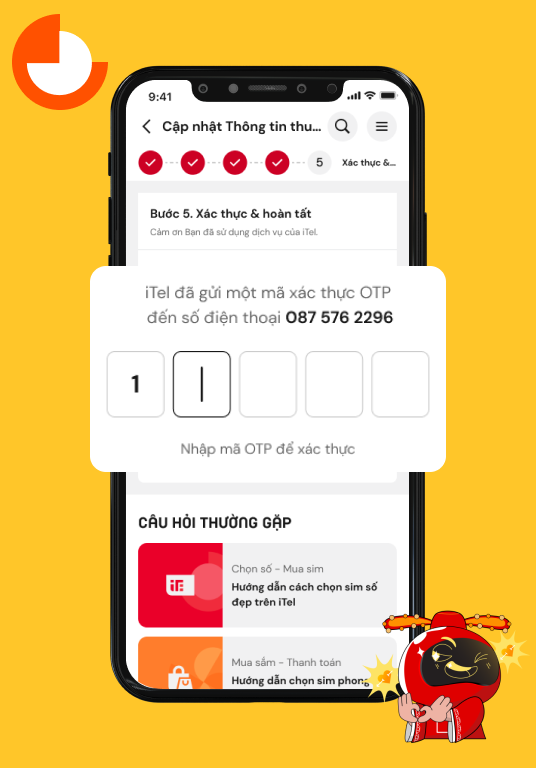 9:41
Cập nhật Thông tin thu...
5
Xác thực &...
Bước 5. Xác thực & hoàn tất
Cảm ơn Bạn đã sử dụng dịch vụ của iTel.
iTel đã gửi một mã xác thực OTP
đến số điện thoại 087 576 2296
1
Nhập mã OTP để xác thực
CÂU HỎI THƯỜNG GẶP
Chọn số - Mua sim
Hướng dẫn cách chọn sim số
đẹp trên iTel
iTEL
Mua sắm - Thanh toán
Hướng dẫn chọn sim phong